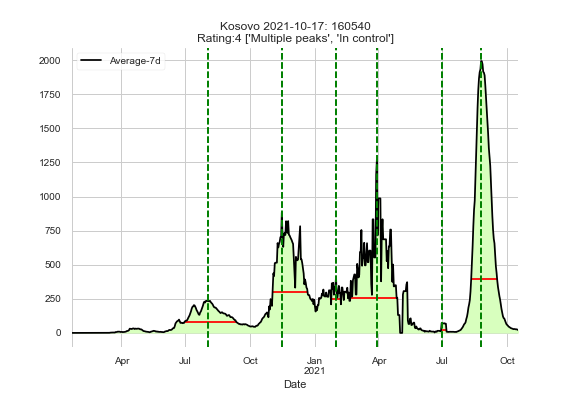 Kosovo 2021-10-17: 160540
Rating:4 ['Multiple peaks', 'In control']
Average-7d
2000
1750
1500
1250
1000
750
500
250
0
Apr Jul Oct Jan Apr Jul Oct
2021
Date